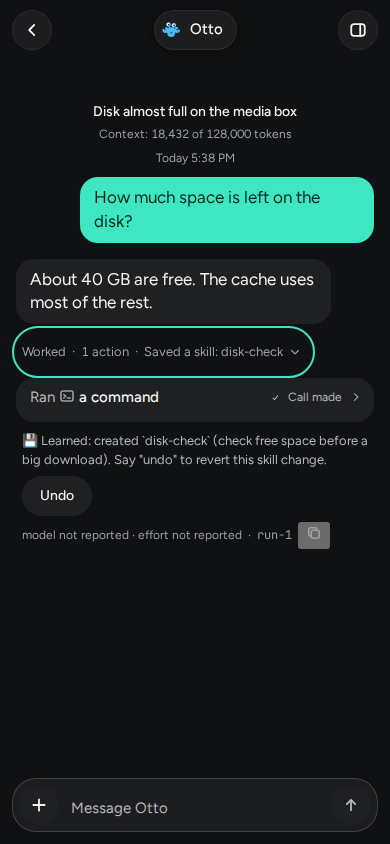 Otto
Disk almost full on the media box
Context: 18,432 of 128,000 tokens
Today 5:38 PM
How much space is left on the
disk?
About 40 GB are free. The cache uses
most of the rest.
Worked · 1 action · Saved a skill: disk-check
Ran a command Call made
💾 Learned: created `disk-check` (check free space before a
big download). Say "undo" to revert this skill change.
Undo
model not reported · effort not reported · run-1
Message Otto